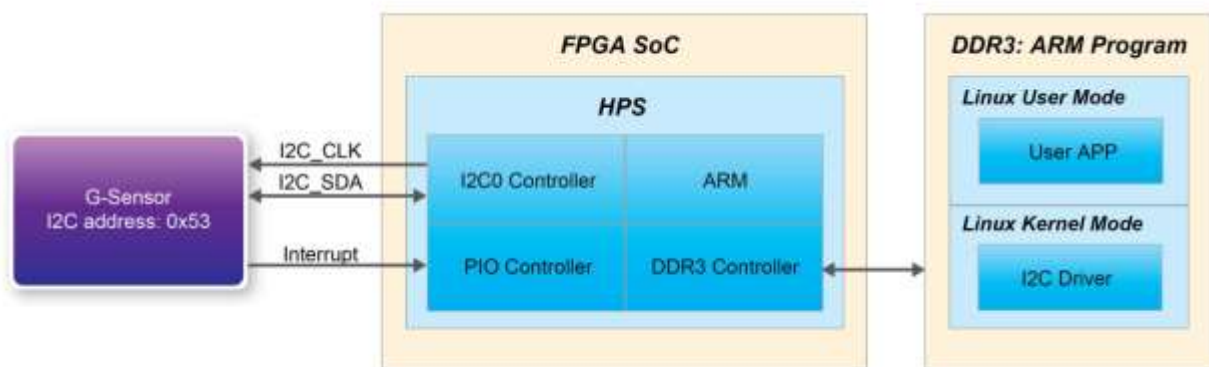 FPGA SoC
DDR3: ARM Program
HPS
Linux User Mode
User APP
I2C_CLK
I2C_SDA
G-Sensor
I2C address: 0x53
I2C0 Controller
ARM
Linux Kernel Mode
Interrupt
PIO Controller
DDR3 Controller
I2C Driver